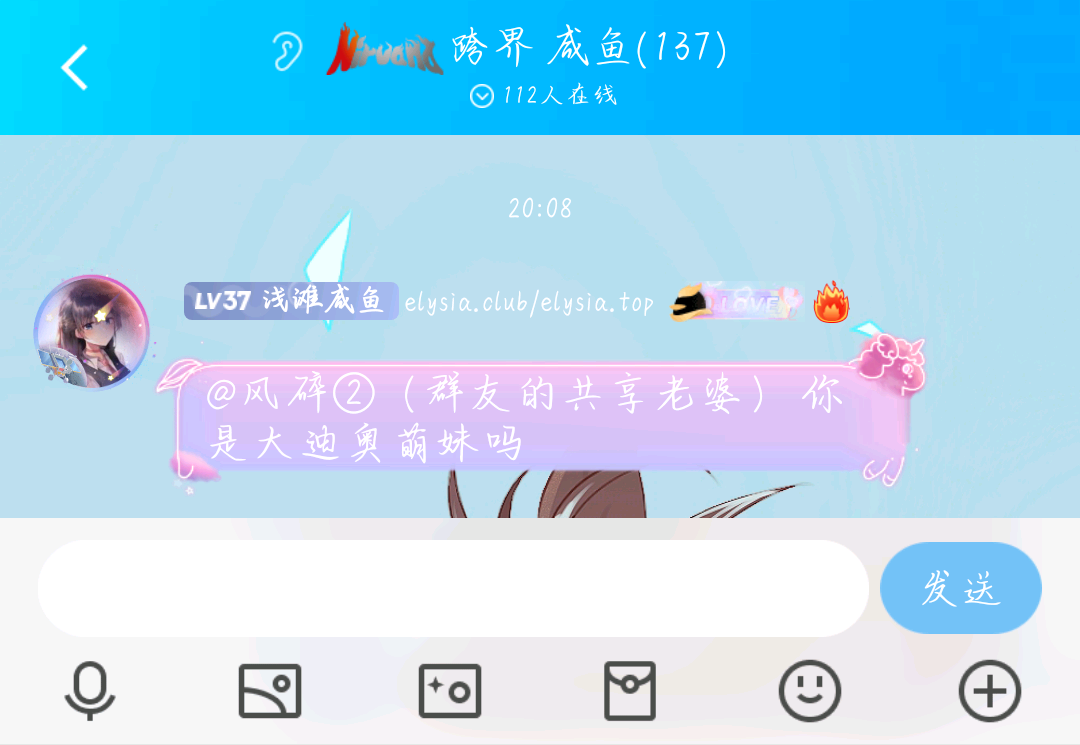 Nirvana 跨界 咸鱼(137)
112人在线
20:08
LV37 浅滩咸鱼 elysia.club/elysia.top LOVE
@风碎②（群友的共享老婆） 你
是大迪奥萌妹吗
发送